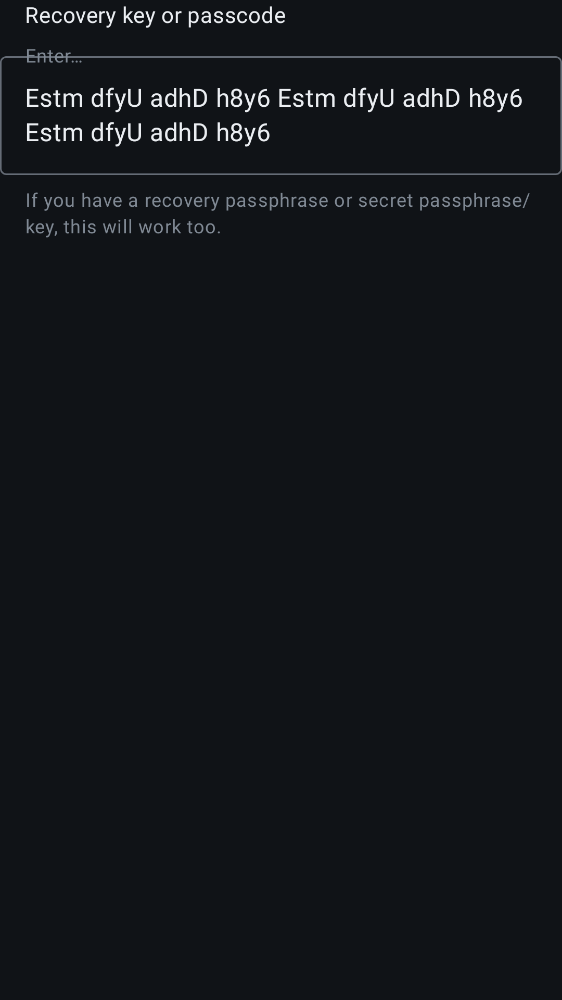 Recovery key or passcode
Enter…
Estm dfyU adhD h8y6 Estm dfyU adhD h8y6
Estm dfyU adhD h8y6
If you have a recovery passphrase or secret passphrase/
key, this will work too.